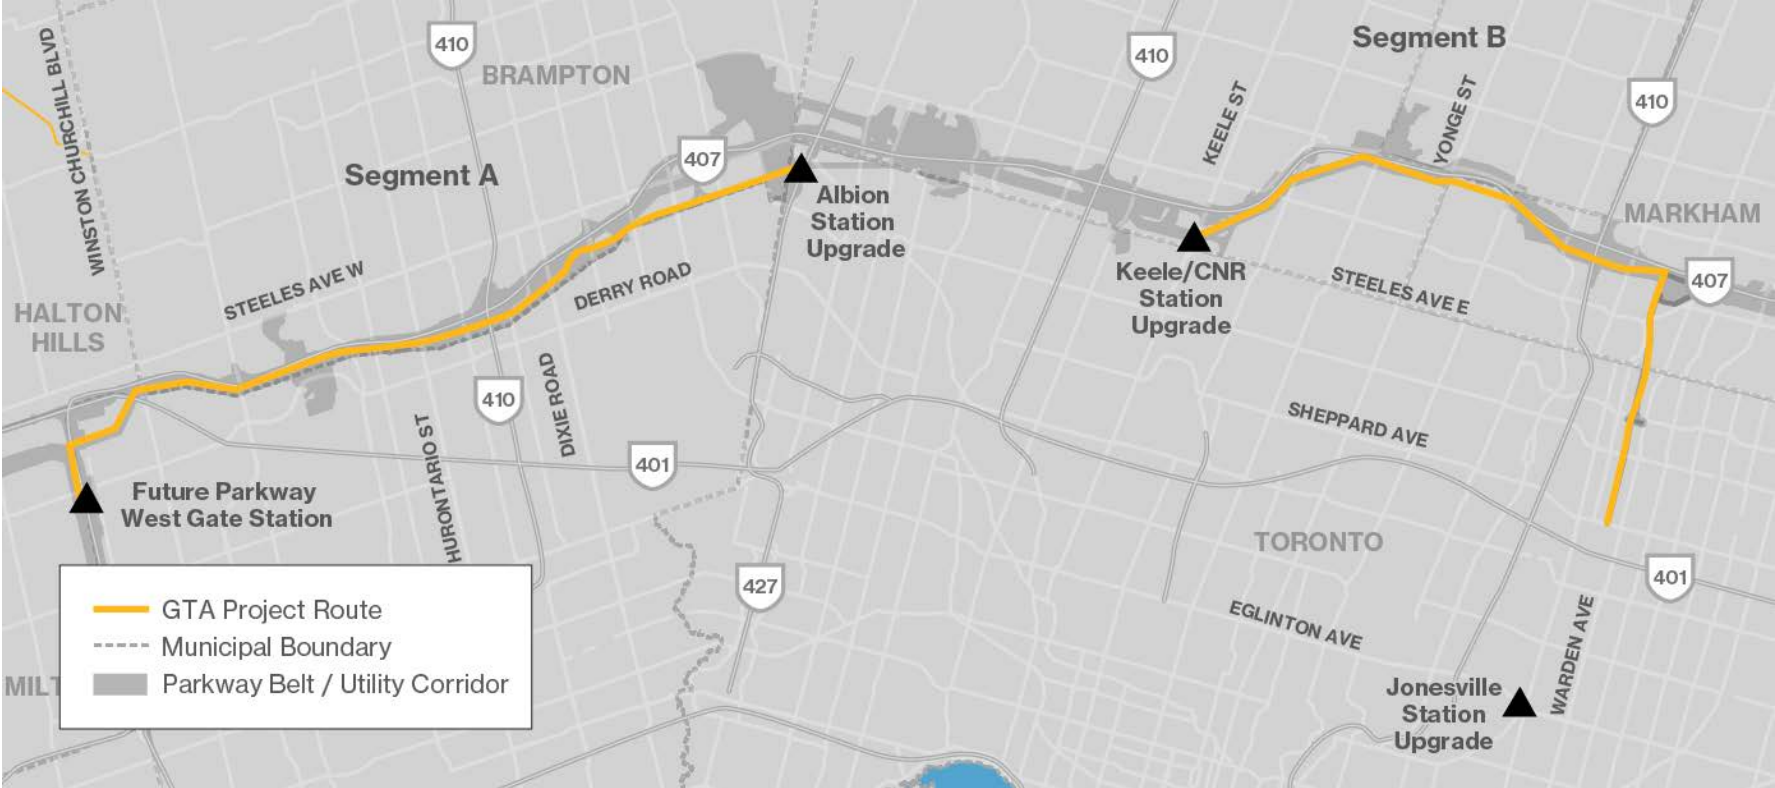 WINSTON CHURCHILL BLVD
410
BRAMPTON
410
Segment B
410
KEELE ST
YONGE ST
407
Segment A
Albion
Station
Upgrade
MARKHAM
STEELES AVE W
DERRY ROAD
Keele/CNR
Station
Upgrade
STEELES AVE E
407
HALTON
HILLS
410
DIXIE ROAD
HURONTARIO ST
401
SHEPPARD AVE
Future Parkway
West Gate Station
TORONTO
401
427
EGLINTON AVE
WARDEN AVE
GTA Project Route
Municipal Boundary
Parkway Belt / Utility Corridor
MILT
Jonesville
Station
Upgrade